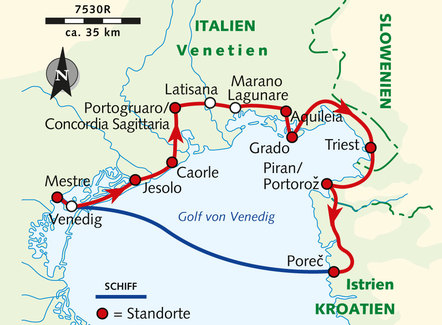 7530R
ca. 35 km
N
ITALIEN
Venetien
SLOWENIEN
Latisana
Marano
Lagunare
Portogruaro/
Concordia Sagittaria
Aquileia
Grado
Triest
Piran/
Portorož
Caorle
Jesolo
Mestre
Venedig
Golf von Venedig
Poreč
Istrien
KROATIEN
SCHIFF
= Standorte